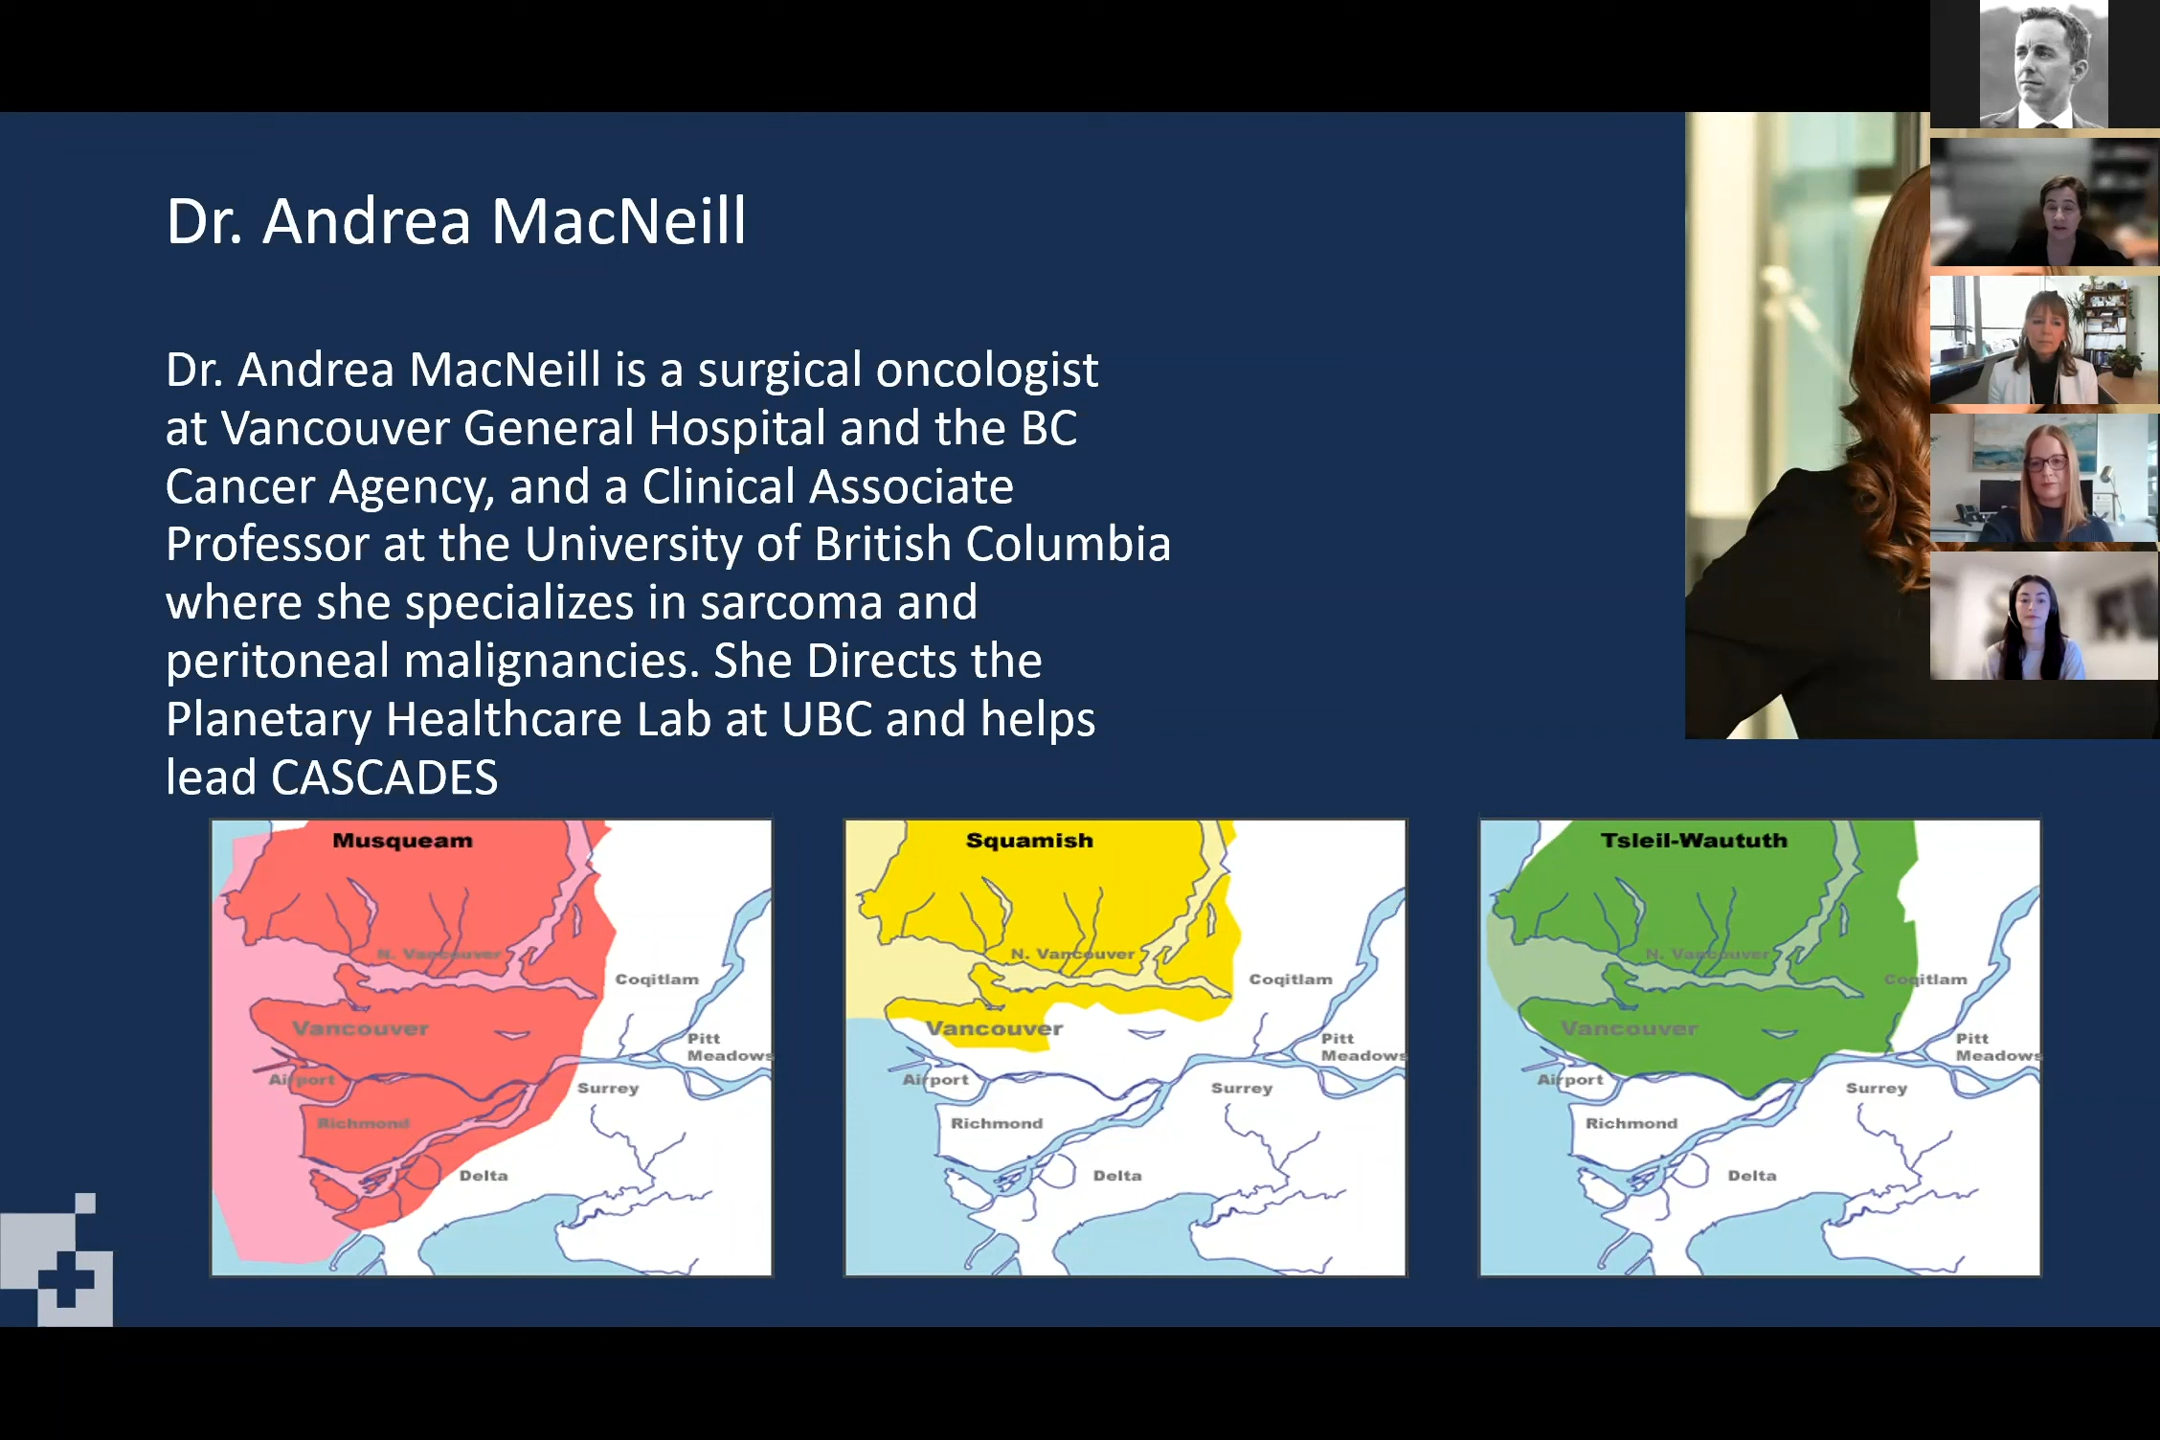 Dr. Andrea MacNeill
Dr. Andrea MacNeill is a surgical oncologist
at Vancouver General Hospital and the BC
Cancer Agency, and a Clinical Associate
Professor at the University of British Columbia
where she specializes in sarcoma and
peritoneal malignancies. She Directs the
Planetary Healthcare Lab at UBC and helps
lead CASCADES
Musqueam
N. Vancouver
Coqitlam
Vancouver
Pitt
Meadows
Airport
Surrey
Richmond
Delta
Squamish
N. Vancouver
Coqitlam
Vancouver
Pitt
Meadows
Airport
Surrey
Richmond
Delta
Tsleil-Waututh
N. Vancouver
Coqitlam
Vancouver
Pitt
Meadows
Airport
Surrey
Richmond
Delta